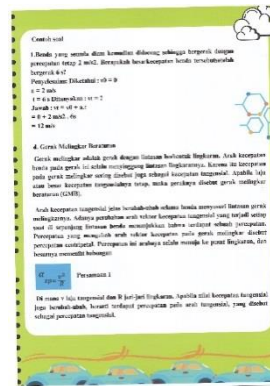 Contoh soal
1. Benda yang semula diam kemudian didorong sehingga bergerak dengan
percepatan tetap 2 m/s2. Berapakah besar kecepatan benda tersebut setelah
bergerak 6 s?
Penyelesaian: Diketahui : v0 = 0
a = 2 m/s
t = 6 s Ditanyakan : vt = ?
Jawab : vt = v0 + a.t
= 0 + 2 m/s2 . 6s
= 12 m/s
d. Gerak Melingkar Beraturan
Gerak melingkar adalah gerak dengan lintasan berbentuk lingkaran. Arah kecepatan
benda pada gerak ini selalu menyinggung lintasan lingkarannya. Karena itu kecepatan
pada gerak melingkar sering disebut juga sebagai kecepatan tangensial. Apabila laju
atau besar kecepatan tangensialnya tetap, maka geraknya disebut gerak melingkar
beraturan (GMB).
Arah kecepatan tangensial jelas berubah-ubah selama benda menyusuri lintasan gerak
melingkarnya. Adanya perubahan arah vektor kecepatan tangensial yang terjadi setiap
saat di sepanjang lintasan benda menunjukkan bahwa terdapat sebuah percepatan.
Percepatan yang mengubah arah vektor kecepatan pada gerak melingkar disebut
percepatan sentripetal. Percepatan ini arahnya selalu menuju ke pusat lingkaran, dan
besarnya memenuhi hubungan
Persamaan 1
Di mana v laju tangensial dan R jari-jari lingkaran. Apabila nilai kecepatan tangensial
juga berubah-ubah, berarti terdapat percepatan pada arah tangensial, yang disebut
sebagai percepatan tangensial.